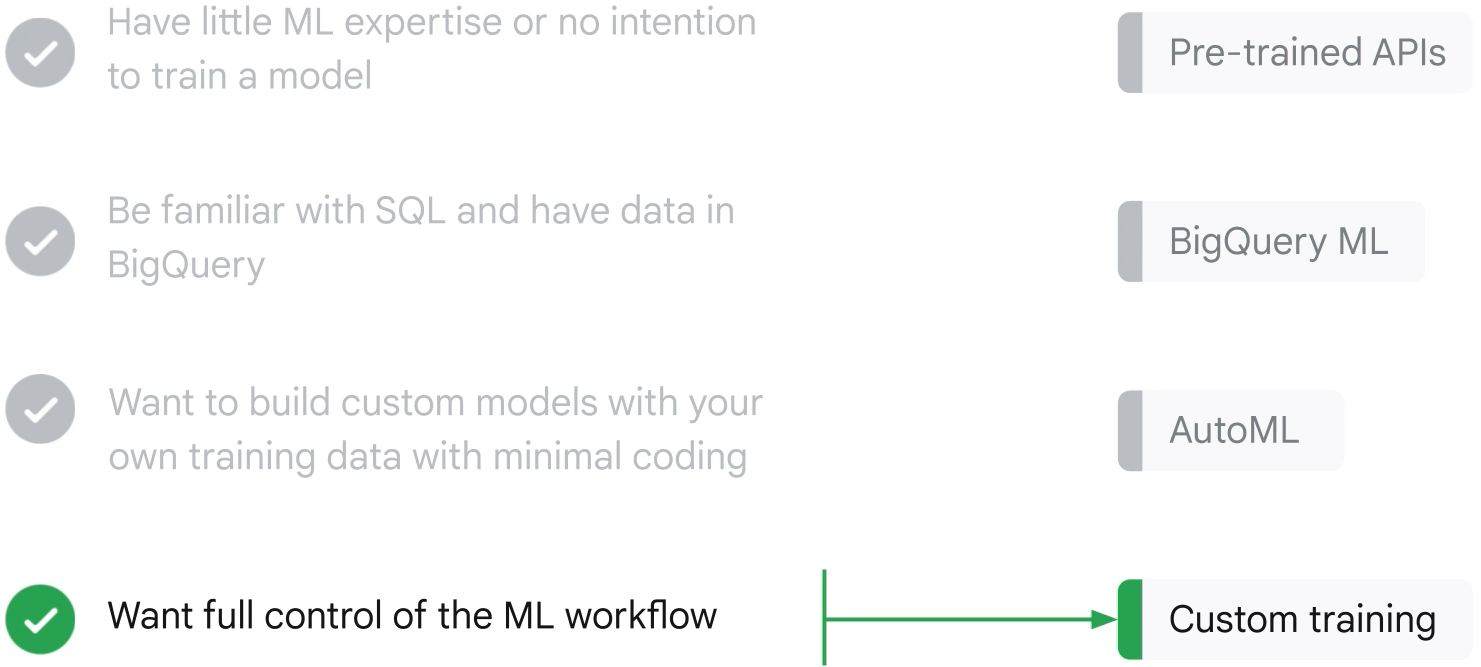 Have little ML expertise or no intention
to train a model
Pre-trained APIs
Be familiar with SQL and have data in
BigQuery
BigQuery ML
Want to build custom models with your
own training data with minimal coding
AutoML
Want full control of the ML workflow
Custom training